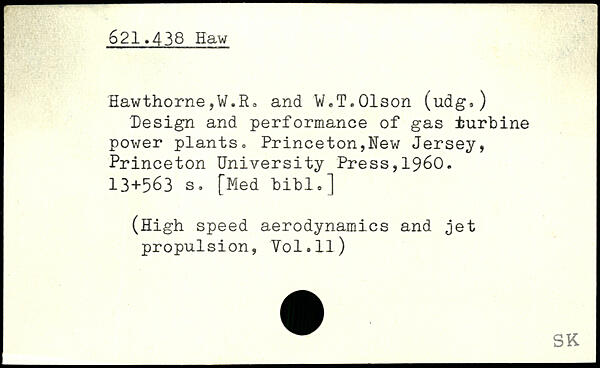 621.438 Haw
Hawthorne,W.R. and W.T.Olson (udg.)
Design and performance of gas turbine
power plants. Princeton,New Jersey,
Princeton University Press,1960.
13+563 s. [Med bibl.]
(High speed aerodynamics and jet
propulsion, Vol.11)
SK